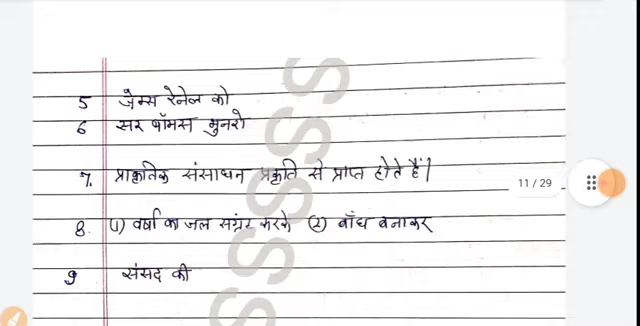 5 जेम्स रेनेल को
6 सर थॉमस मुनरो
7. प्राकृतिक संसाधन प्रकृति से प्राप्त होते हैं।
11 / 29
8. (1) वर्षा का जल संग्रह करके (2) बाँध बनाकर
9 संसद की
SSSS